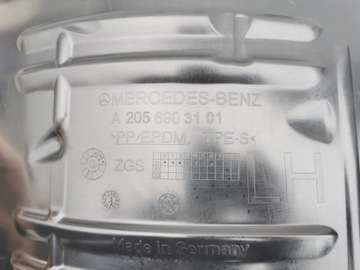 MERCEDES-BENZ
A 205 690 31 01
>PP/EPDM, TPE-S<
ZGS
LH
Made in Germany